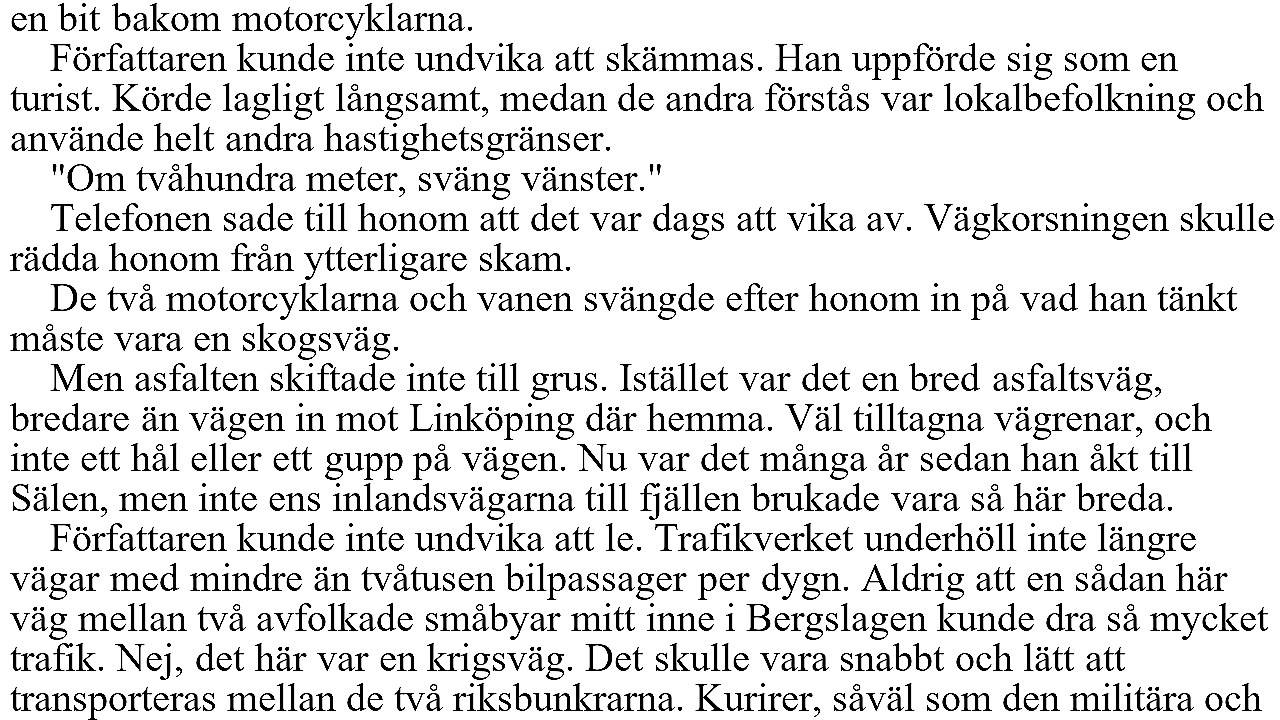 en bit bakom motorcyklarna.
Författaren kunde inte undvika att skämmas. Han uppförde sig som en
turist. Körde lagligt långsamt, medan de andra förstås var lokalbefolkning och
använde helt andra hastighetsgränser.
"Om tvåhundra meter, sväng vänster."
Telefonen sade till honom att det var dags att vika av. Vägkorsningen skulle
rädda honom från ytterligare skam.
De två motorcyklarna och vanen svängde efter honom in på vad han tänkt
måste vara en skogsväg.
Men asfalten skiftade inte till grus. Istället var det en bred asfaltsväg,
bredare än vägen in mot Linköping där hemma. Väl tilltagna vägrenar, och
inte ett hål eller ett gupp på vägen. Nu var det många år sedan han åkt till
Sälen, men inte ens inlandsvägarna till fjällen brukade vara så här breda.
Författaren kunde inte undvika att le. Trafikverket underhöll inte längre
vägar med mindre än tvåtusen bilpassager per dygn. Aldrig att en sådan här
väg mellan två avfolkade småbyar mitt inne i Bergslagen kunde dra så mycket
trafik. Nej, det här var en krigsväg. Det skulle vara snabbt och lätt att
transporteras mellan de två riksbunkrarna. Kurirer, såväl som den militära och